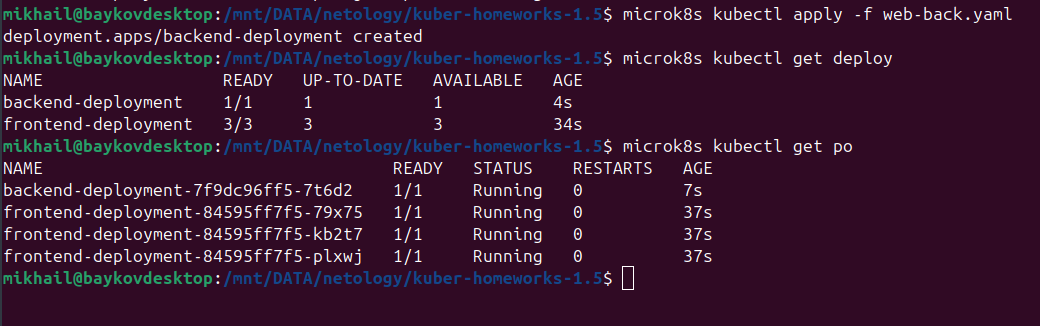 mikhail@baykovdesktop:/mnt/DATA/netology/kuber-homeworks-1.5$ microk8s kubectl apply -f web-back.yaml
deployment.apps/backend-deployment created
mikhail@baykovdesktop:/mnt/DATA/netology/kuber-homeworks-1.5$ microk8s kubectl get deploy
NAME                  READY   UP-TO-DATE   AVAILABLE   AGE
backend-deployment    1/1     1            1           4s
frontend-deployment   3/3     3            3           34s
mikhail@baykovdesktop:/mnt/DATA/netology/kuber-homeworks-1.5$ microk8s kubectl get po
NAME                                   READY   STATUS    RESTARTS   AGE
backend-deployment-7f9dc96ff5-7t6d2    1/1     Running   0          7s
frontend-deployment-84595ff7f5-79x75   1/1     Running   0          37s
frontend-deployment-84595ff7f5-kb2t7   1/1     Running   0          37s
frontend-deployment-84595ff7f5-plxwj   1/1     Running   0          37s
mikhail@baykovdesktop:/mnt/DATA/netology/kuber-homeworks-1.5$